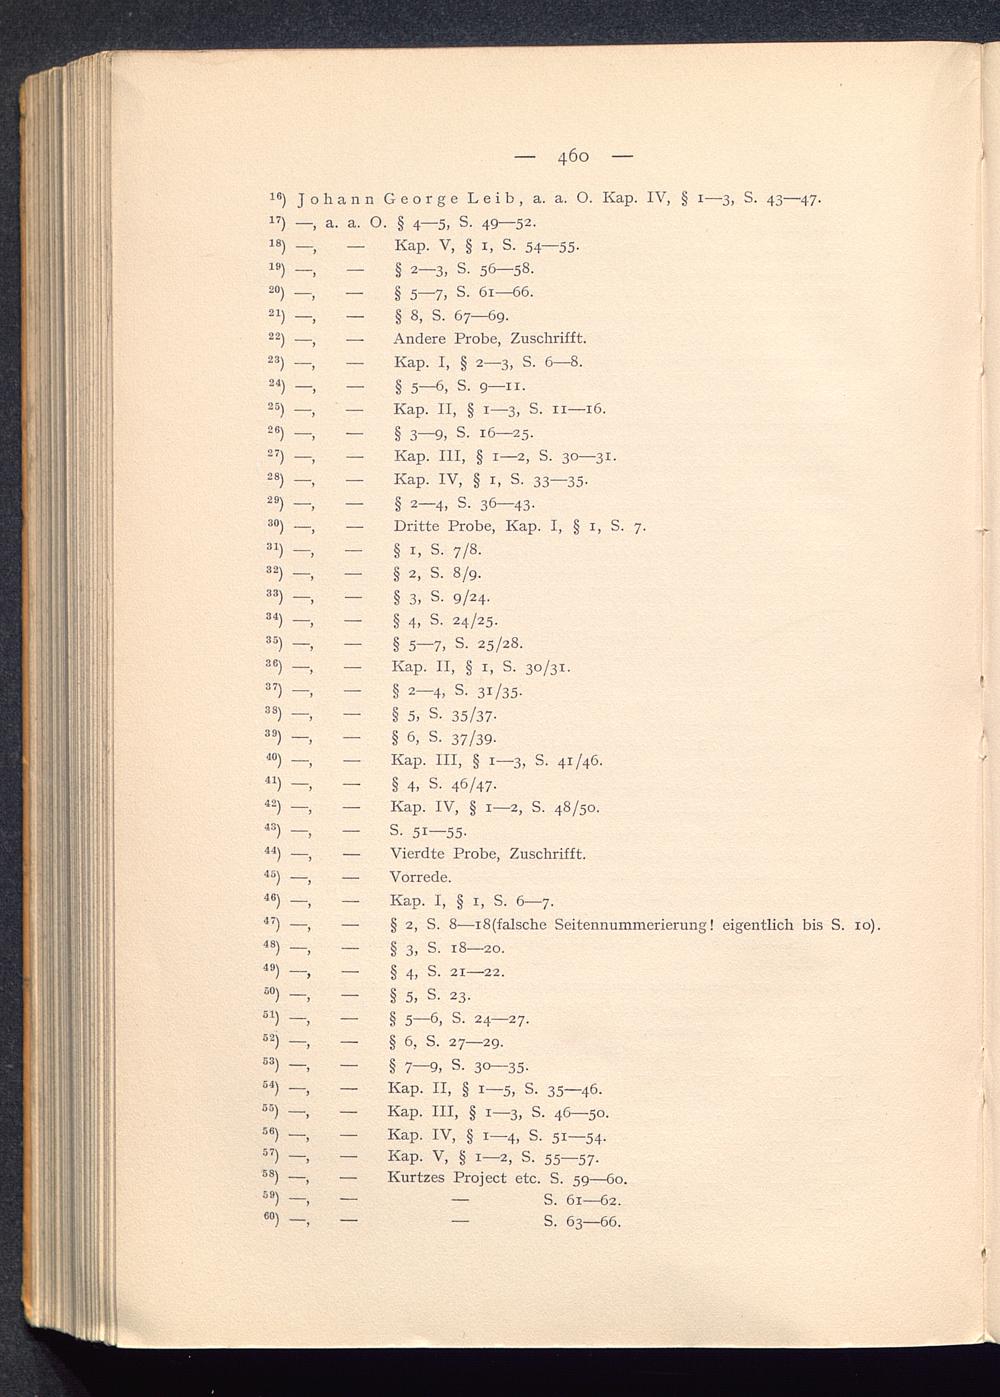 — 460 —
16) Johann George Leib, a. a. O. Kap. IV, § 1—3, S. 43—47.
17) —, a. a. O. § 4—5, S. 49—52.
18) —, — Kap. V, § 1, S. 54—55.
19) —, — § 2—3, S. 56—58.
20) —, — § 5—7, S. 61—66.
21) —, — § 8, S. 67—69.
22) —, — Andere Probe, Zuschrifft.
23) —, — Kap. I, § 2—3, S. 6—8.
24) —, — § 5—6, S. 9—11.
25) —, — Kap. II, § 1—3, S. 11—16.
26) —, — § 3—9, S. 16—25.
27) —, — Kap. III, § 1—2, S. 30—31.
28) —, — Kap. IV, § 1, S. 33—35.
29) —, — § 2—4, S. 36—43.
30) —, — Dritte Probe, Kap. I, § 1, S. 7.
31) —, — § 1, S. 7/8.
32) —, — § 2, S. 8/9.
33) —, — § 3, S. 9/24.
34) —, — § 4, S. 24/25.
35) —, — § 5—7, S. 25/28.
36) —, — Kap. II, § 1, S. 30/31.
37) —, — § 2—4, S. 31/35.
38) —, — § 5, S. 35/37.
39) —, — § 6, S. 37/39.
40) —, — Kap. III, § 1—3, S. 41/46.
41) —, — § 4, S. 46/47.
42) —, — Kap. IV, § 1—2, S. 48/50.
43) —, — S. 51—55.
44) —, — Vierdte Probe, Zuschrifft.
45) —, — Vorrede.
46) —, — Kap. I, § 1, S. 6—7.
47) —, — § 2, S. 8—18(falsche Seitennummerierung! eigentlich bis S. 10).
48) —, — § 3, S. 18—20.
49) —, — § 4, S. 21—22.
50) —, — § 5, S. 23.
51) —, — § 5—6, S. 24—27.
52) —, — § 6, S. 27—29.
53) —, — § 7—9, S. 30—35.
54) —, — Kap. II, § 1—5, S. 35—46.
55) —, — Kap. III, § 1—3, S. 46—50.
56) —, — Kap. IV, § 1—4, S. 51—54.
57) —, — Kap. V, § 1—2, S. 55—57.
58) —, — Kurtzes Project etc. S. 59—60.
59) —, — — S. 61—62.
60) —, — — S. 63—66.